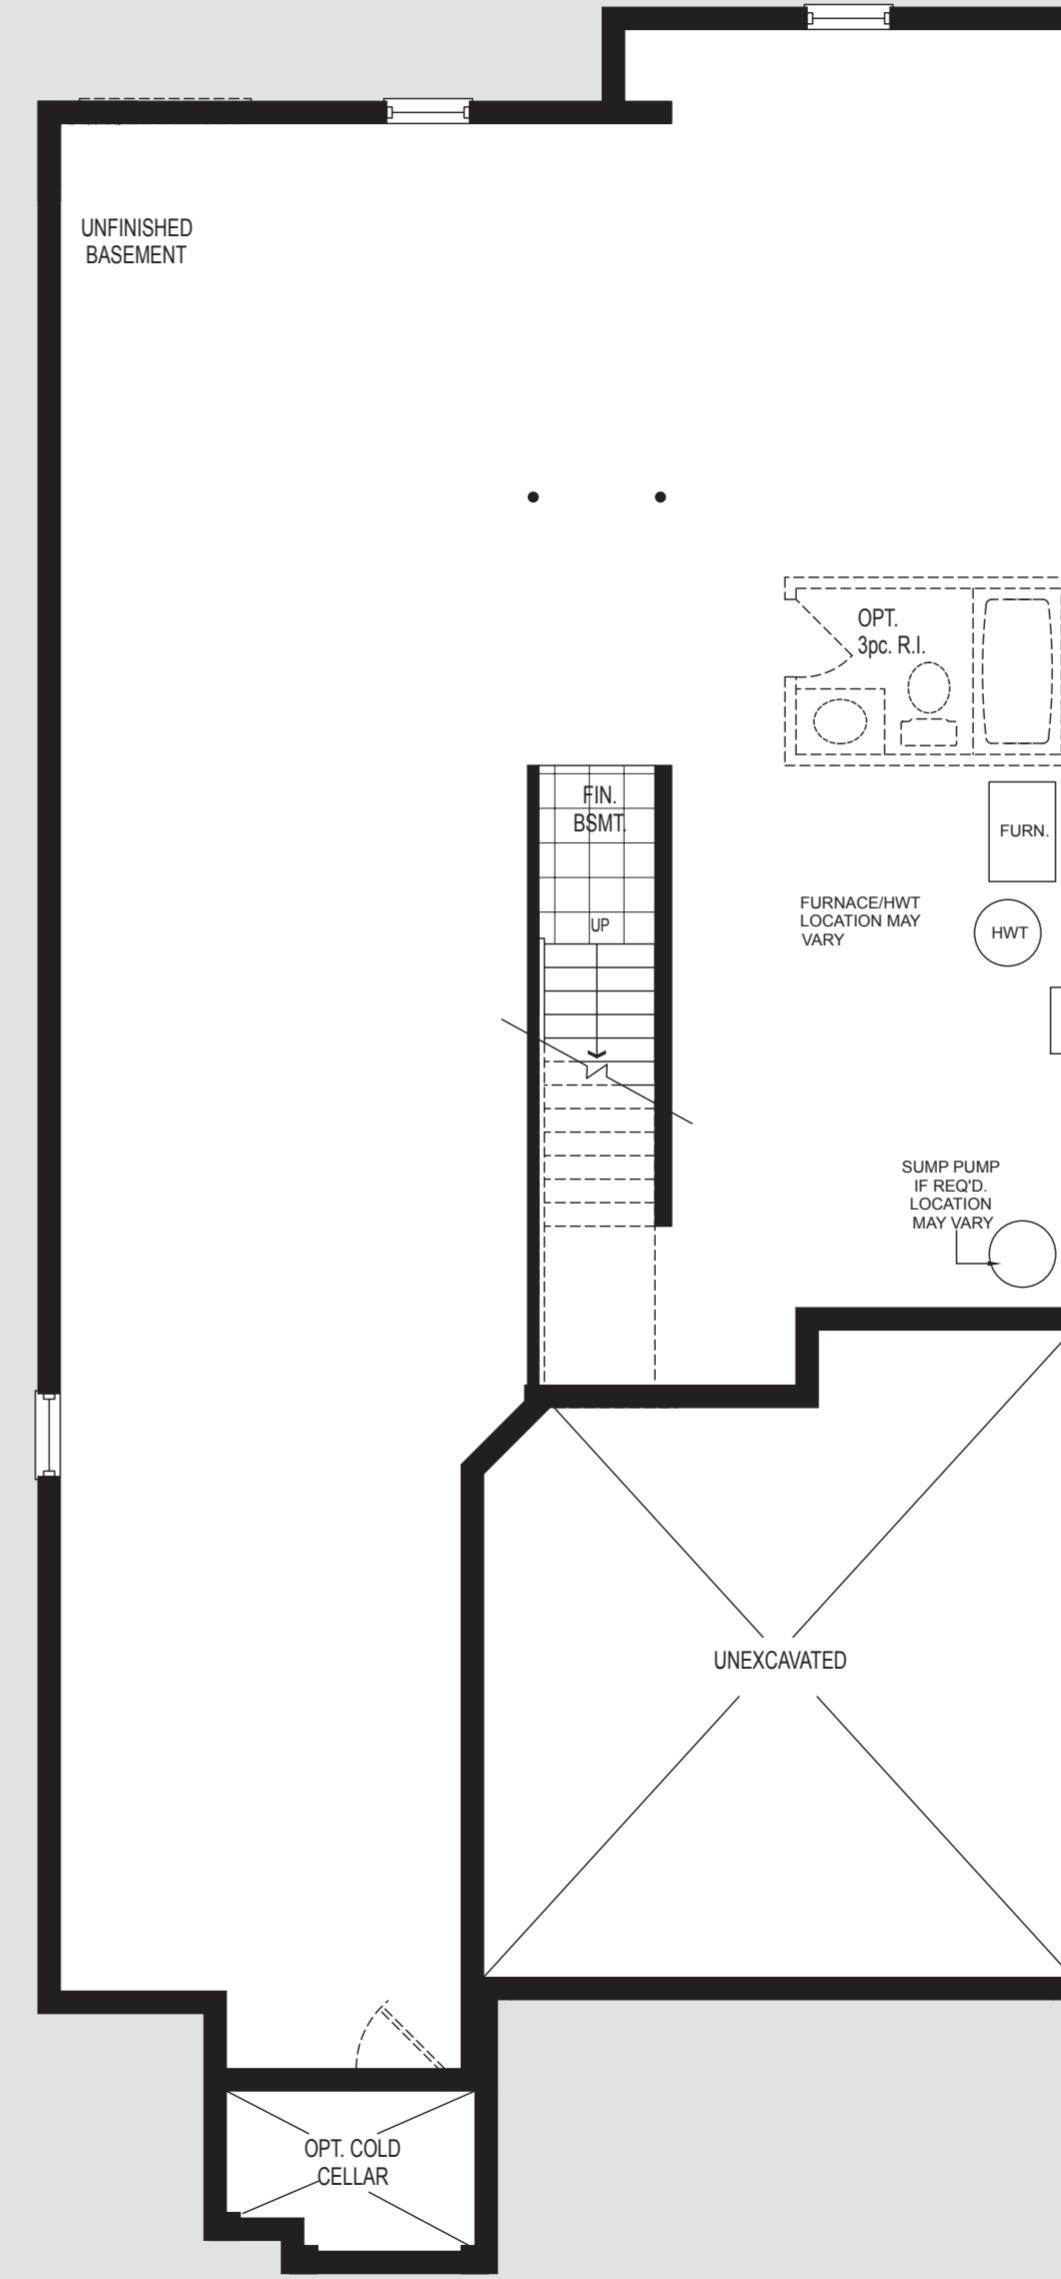 UNFINISHED
BASEMENT
OPT.
3pc. R.I.
FIN.
BSMT.
FURN.
FURNACE/HWT
LOCATION MAY
VARY
UP
HWT
SUMP PUMP
IF REQ'D.
LOCATION
MAY VARY
UNEXCAVATED
OPT. COLD
CELLAR